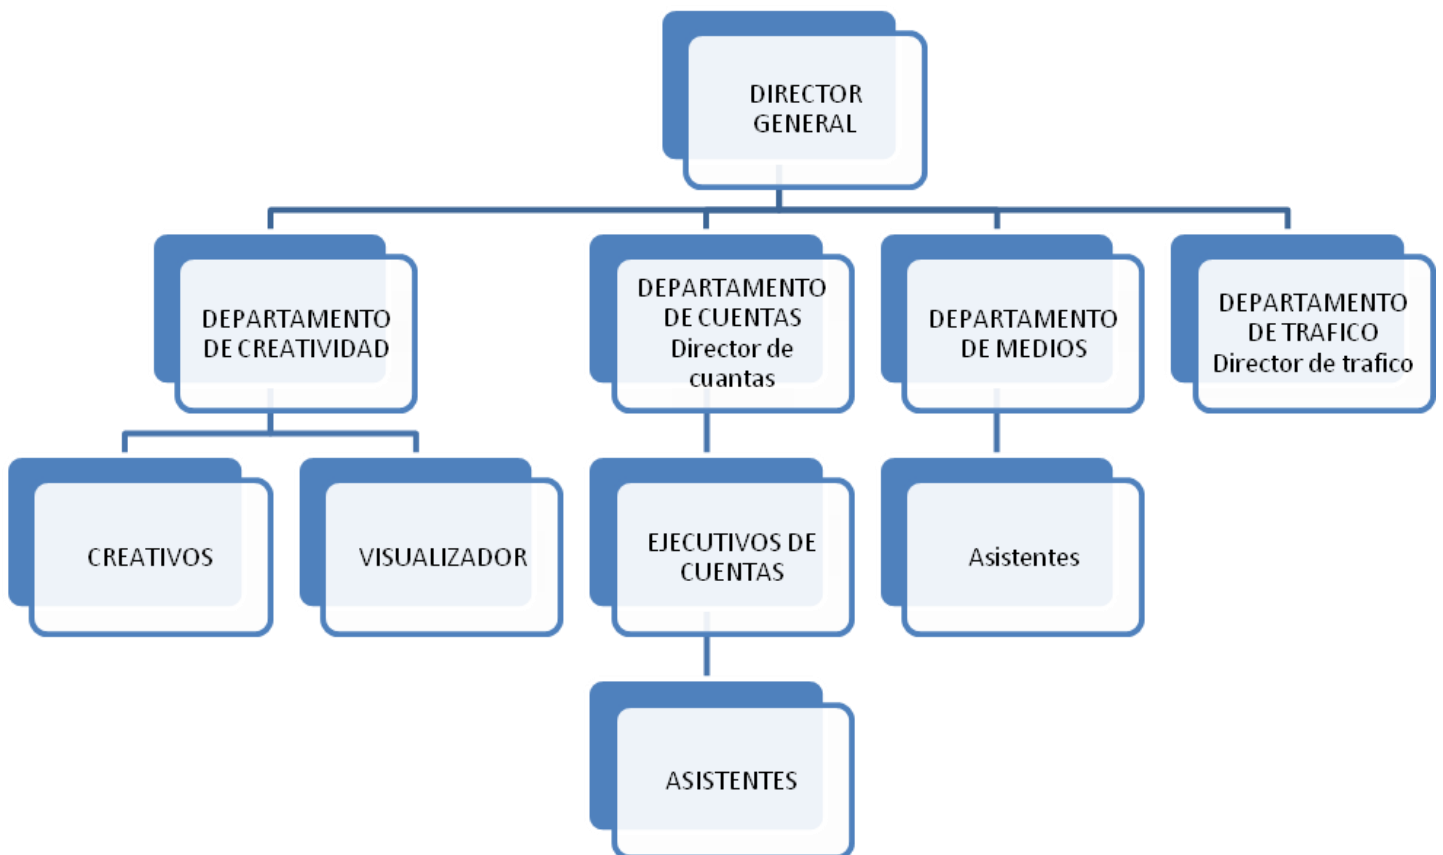 DIRECTOR
GENERAL
DEPARTAMENTO
DE CREATIVIDAD
DEPARTAMENTO
DE CUENTAS
Director de
cuantas
DEPARTAMENTO
DE MEDIOS
DEPARTAMENTO
DE TRAFICO
Director de trafico
CREATIVOS
VISUALIZADOR
EJECUTIVOS DE
CUENTAS
Asistentes
ASISTENTES